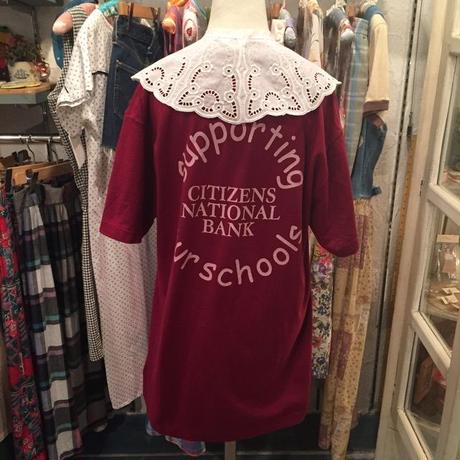 supporting
CITIZENS
NATIONAL
BANK
ur schools